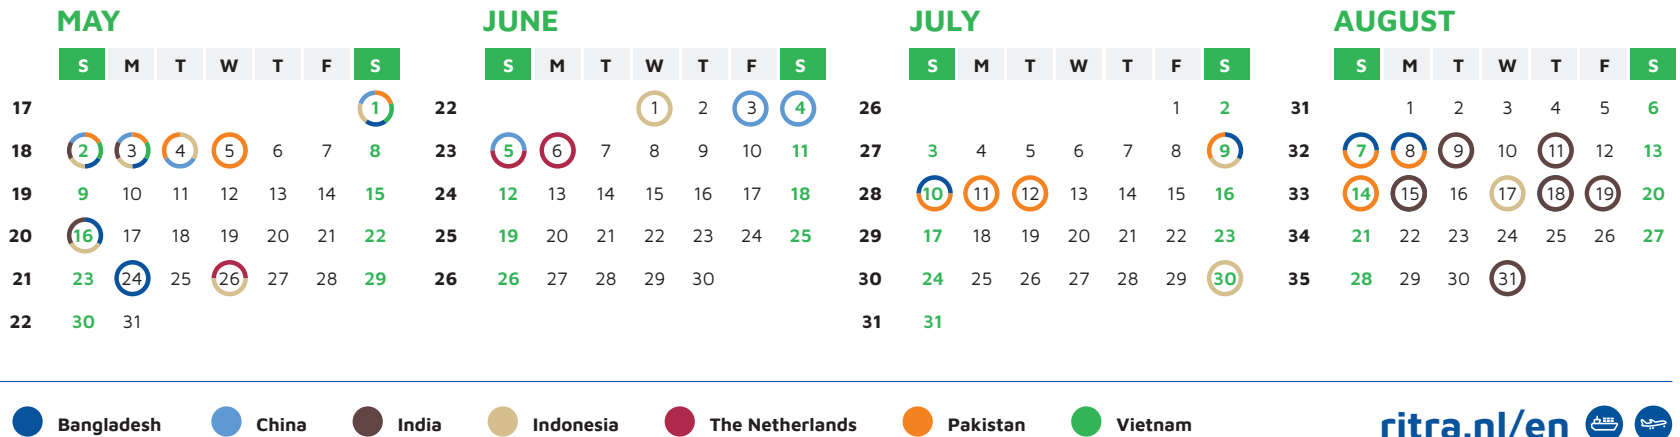 MAY
S M T W T F S
17 1
18 2 3 4 5 6 7 8
19 9 10 11 12 13 14 15
20 16 17 18 19 20 21 22
21 23 24 25 26 27 28 29
22 30 31
JUNE
S M T W T F S
22 1 2 3 4
23 5 6 7 8 9 10 11
24 12 13 14 15 16 17 18
25 19 20 21 22 23 24 25
26 26 27 28 29 30
JULY
S M T W T F S
26 1 2
27 3 4 5 6 7 8 9
28 10 11 12 13 14 15 16
29 17 18 19 20 21 22 23
30 24 25 26 27 28 29 30
31 31
AUGUST
S M T W T F S
31 1 2 3 4 5 6
32 7 8 9 10 11 12 13
33 14 15 16 17 18 19 20
34 21 22 23 24 25 26 27
35 28 29 30 31
Bangladesh China India Indonesia The Netherlands Pakistan Vietnam
ritra.nl/en